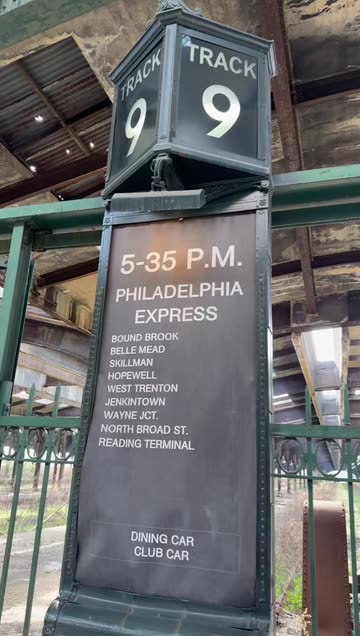 TRACK
9
TRACK
9
5-35 P.M.
PHILADELPHIA
EXPRESS
BOUND BROOK
BELLE MEAD
SKILLMAN
HOPEWELL
WEST TRENTON
JENKINTOWN
WAYNE JCT.
NORTH BROAD ST.
READING TERMINAL
DINING CAR
CLUB CAR